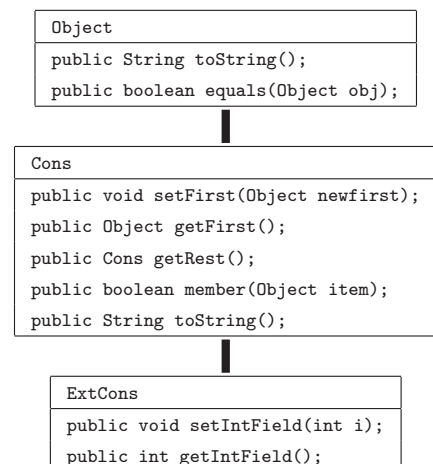 Object
public String toString();
public boolean equals(Object obj);
Cons
public void setFirst(Object newfirst);
public Object getFirst();
public Cons getRest();
public boolean member(Object item);
public String toString();
ExtCons
public void setIntField(int i);
public int getIntField();